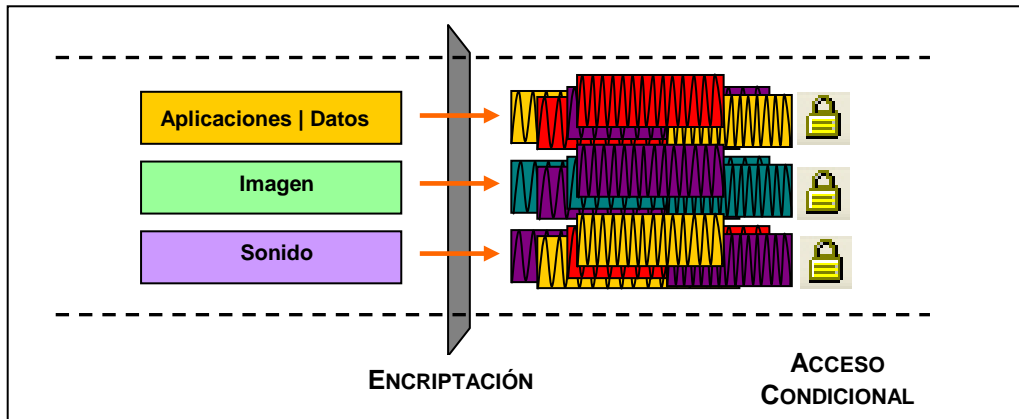 Aplicaciones | Datos
Imagen
Sonido
ENCRIPTACIÓN
ACCESO
CONDICIONAL